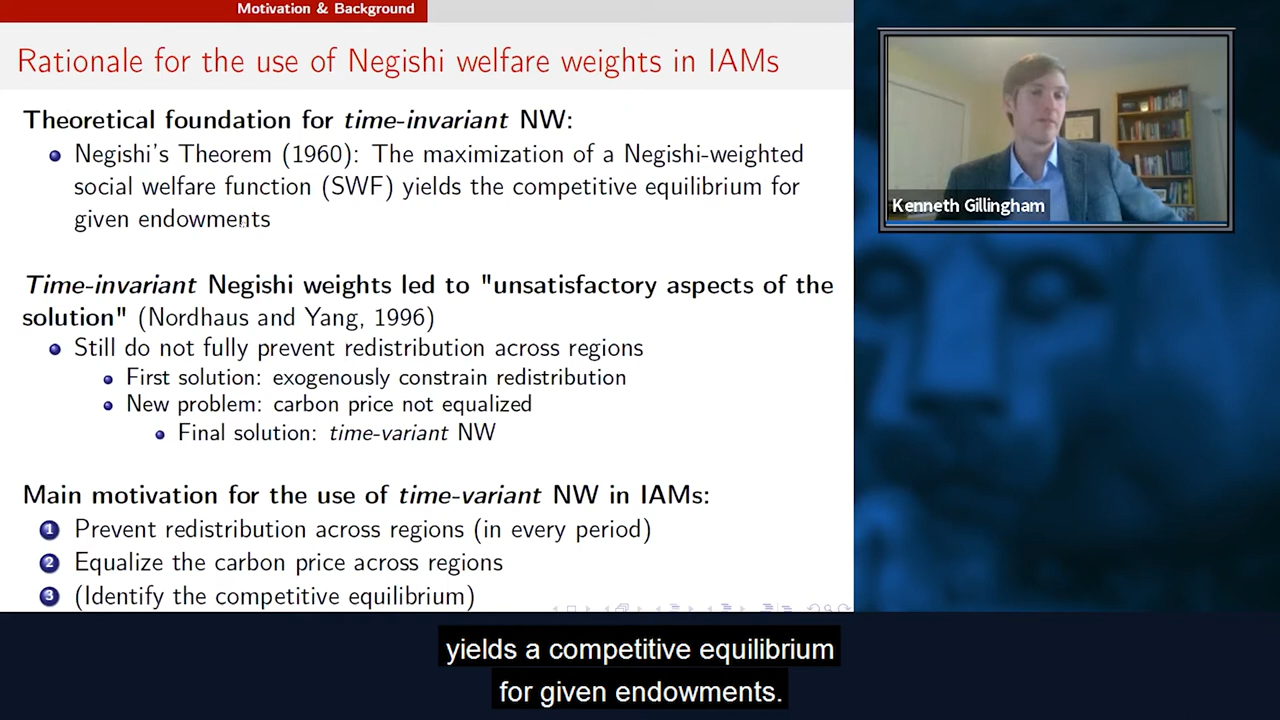 Motivation & Background
Rationale for the use of Negishi welfare weights in IAMs
Theoretical foundation for time-invariant NW:
Negishi's Theorem (1960): The maximization of a Negishi-weighted
social welfare function (SWF) yields the competitive equilibrium for
given endowments
Time-invariant Negishi weights led to "unsatisfactory aspects of the
solution" (Nordhaus and Yang, 1996)
Still do not fully prevent redistribution across regions
First solution: exogenously constrain redistribution
New problem: carbon price not equalized
Final solution: time-variant NW
Main motivation for the use of time-variant NW in IAMs:
1 Prevent redistribution across regions (in every period)
2 Equalize the carbon price across regions
3 (Identify the competitive equilibrium)
Kenneth Gillingham
yields a competitive equilibrium
for given endowments.